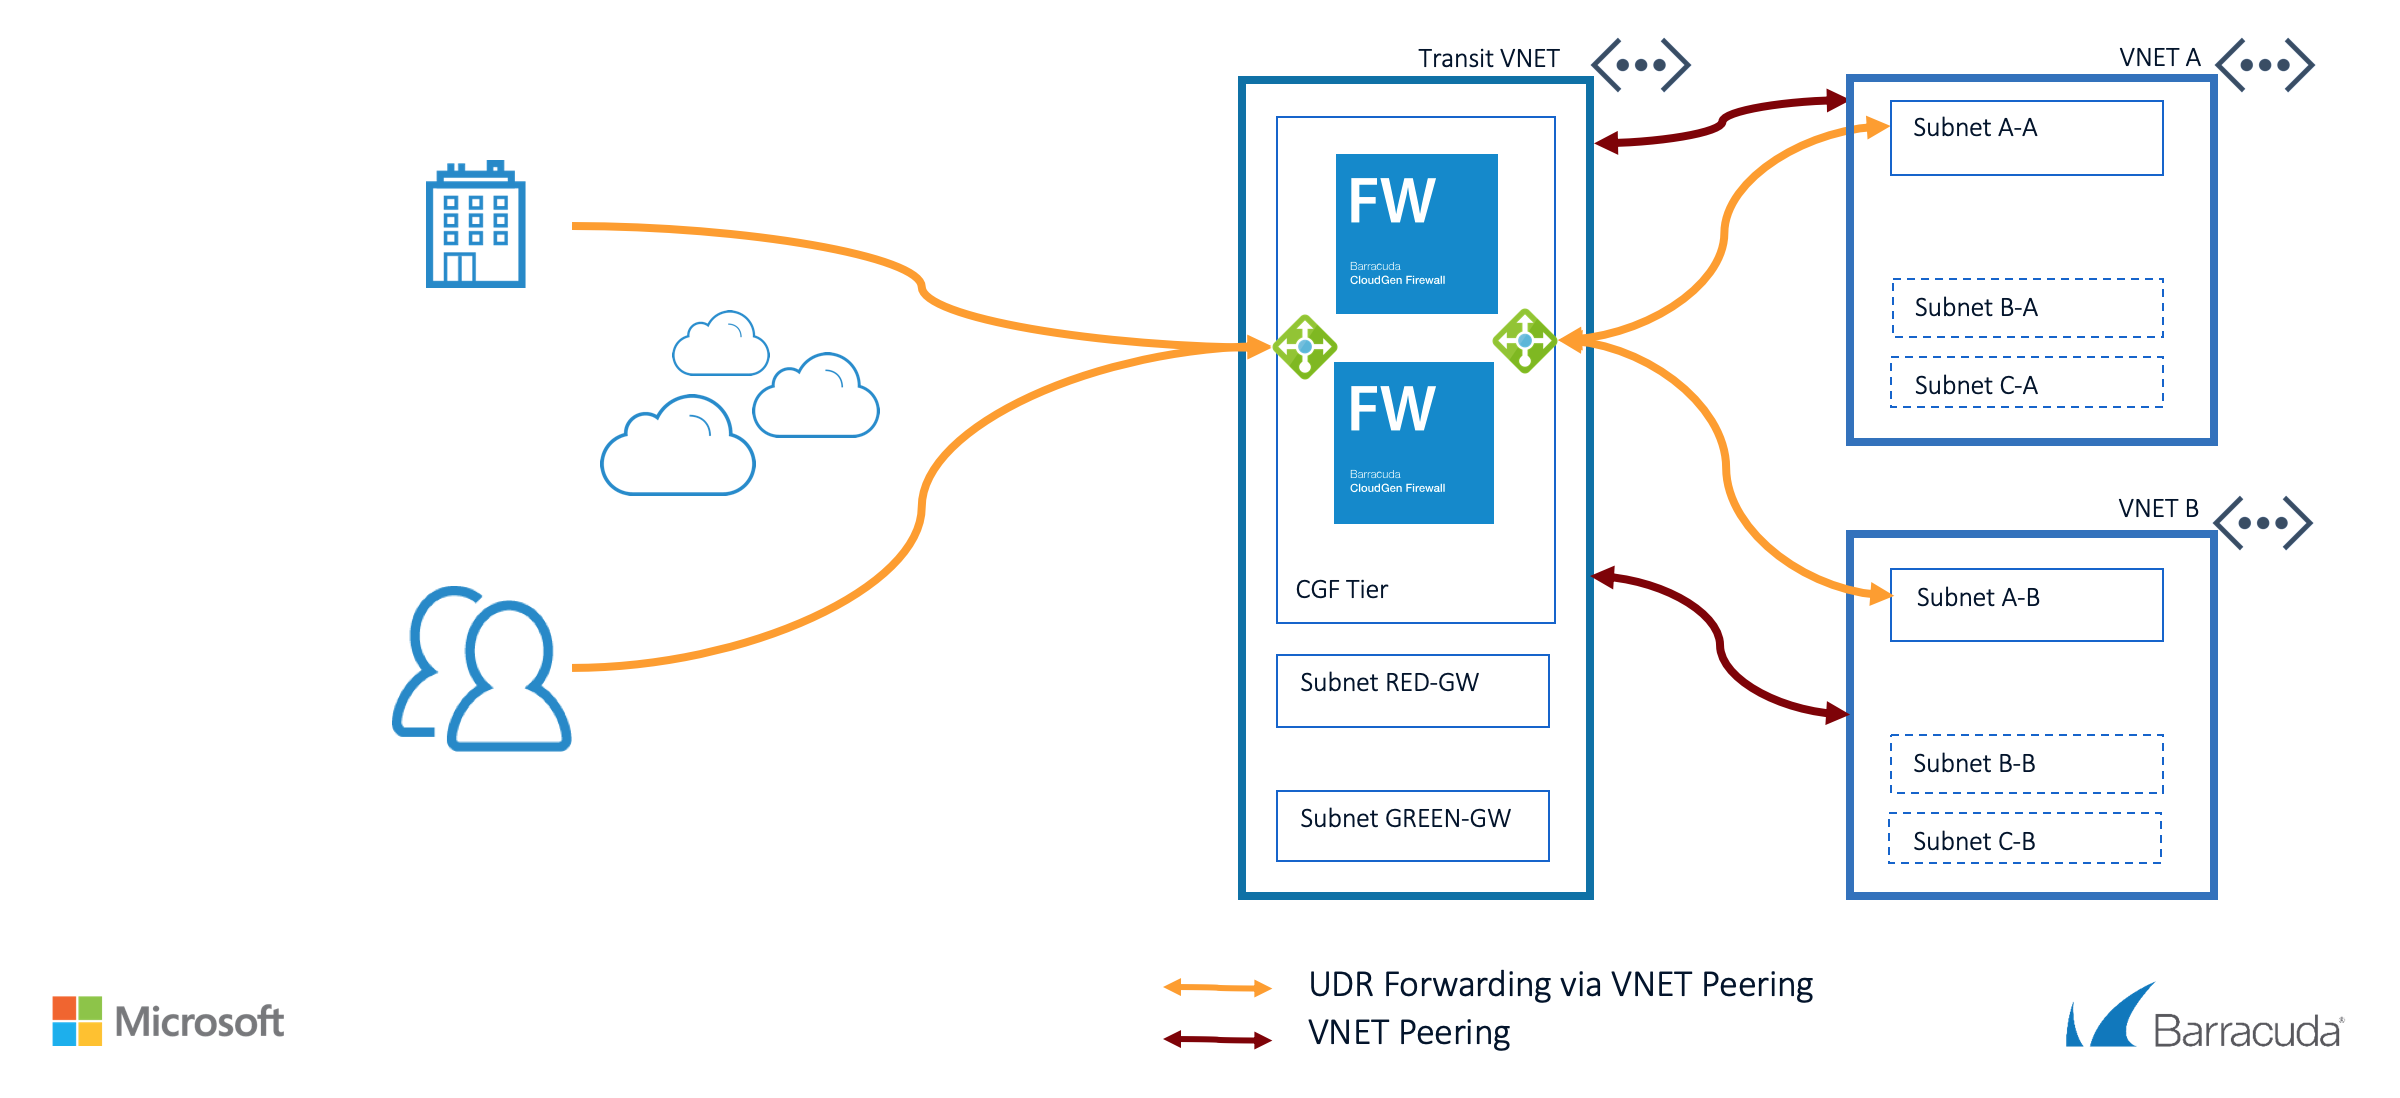 Transit VNET
VNET A
FW
Barracuda
CloudGen Firewall
FW
Barracuda
CloudGen Firewall
CGF Tier
Subnet RED-GW
Subnet GREEN-GW
Subnet A-A
Subnet B-A
Subnet C-A
VNET B
Subnet A-B
Subnet B-B
Subnet C-B
UDR Forwarding via VNET Peering
VNET Peering
Microsoft
Barracuda®